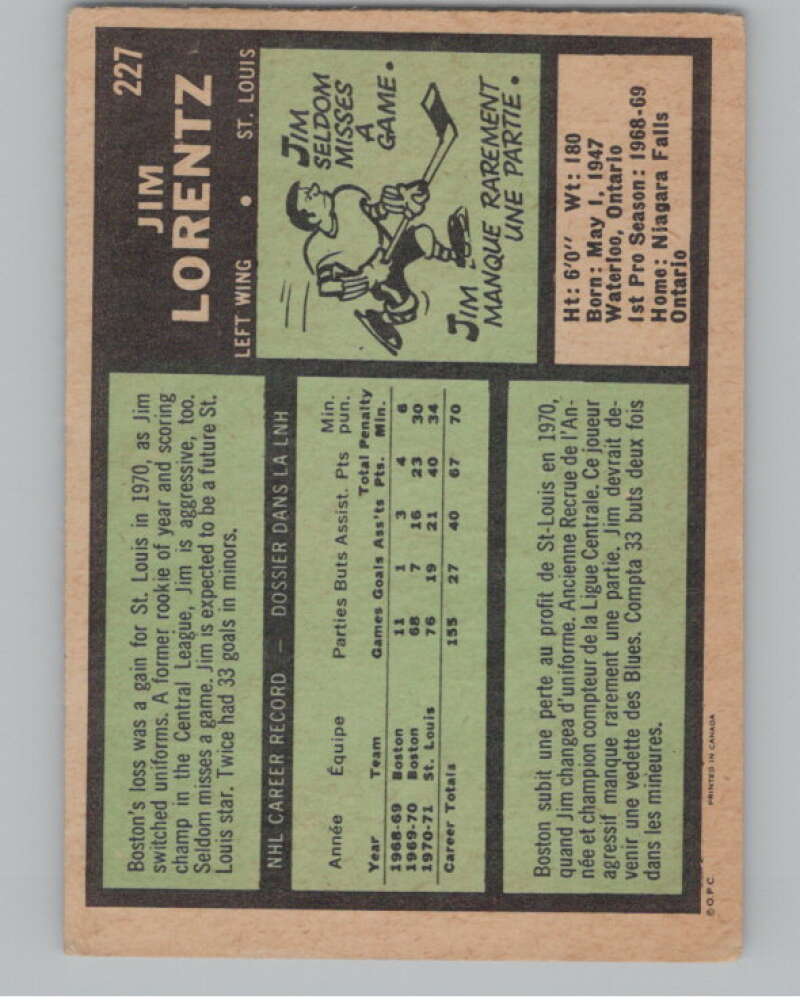 227
JIM
LORENTZ
LEFT WING • ST. LOUIS
Boston's loss was a gain for St. Louis in 1970, as Jim
switched uniforms. A former rookie of year and scoring
champ in the Central League, Jim is aggressive, too.
Seldom misses a game. Jim is expected to be a future St.
Louis star. Twice had 33 goals in minors.
JIM
SELDOM
MISSES
A
GAME.
JIM
MANQUE RAREMENT
UNE PARTIE.
NHL CAREER RECORD — DOSSIER DANS LA LNH
Année Équipe Parties Buts Assist. Pts Min. pun.
Year Team Games Goals Ass'ts Total Pts. Penalty Min.
1968-69 Boston 11 1 3 4 6
1969-70 Boston 68 7 16 23 30
1970-71 St. Louis 76 19 21 40 34
Career Totals 155 27 40 67 70
Ht: 6'0" Wt: 180
Born: May 1, 1947
Waterloo, Ontario
1st Pro Season: 1968-69
Home: Niagara Falls
Ontario
Boston subit une perte au profit de St-Louis en 1970,
quand Jim changea d'uniforme. Ancienne Recrue de l'An-
née et champion compteur de la Ligue Centrale. Ce joueur
agressif manque rarement une partie. Jim devrait de-
venir une vedette des Blues. Compta 33 buts deux fois
dans les mineures.
©O.P.C. PRINTED IN CANADA